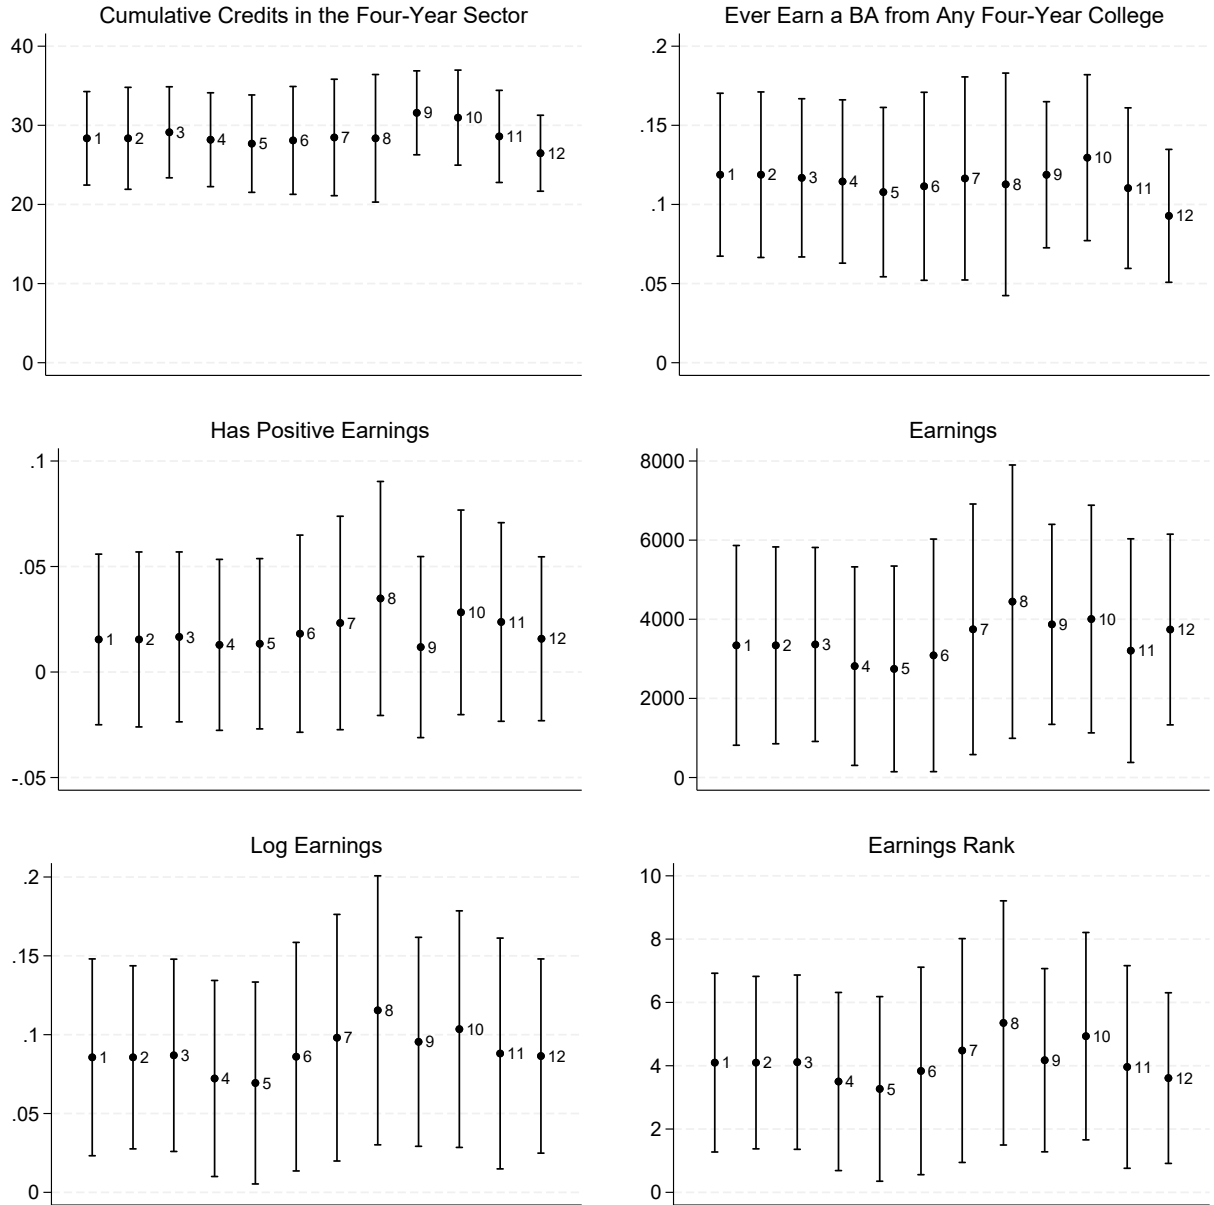 Cumulative Credits in the Four-Year Sector
40
30
20
10
0
1 2 3 4 5 6 7 8 9 10 11 12
Ever Earn a BA from Any Four-Year College
.2
.15
.1
.05
0
1 2 3 4 5 6 7 8 9 10 11 12
Has Positive Earnings
.1
.05
0
-.05
1 2 3 4 5 6 7 8 9 10 11 12
Earnings
8000
6000
4000
2000
0
1 2 3 4 5 6 7 8 9 10 11 12
Log Earnings
.2
.15
.1
.05
0
1 2 3 4 5 6 7 8 9 10 11 12
Earnings Rank
10
8
6
4
2
0
1 2 3 4 5 6 7 8 9 10 11 12